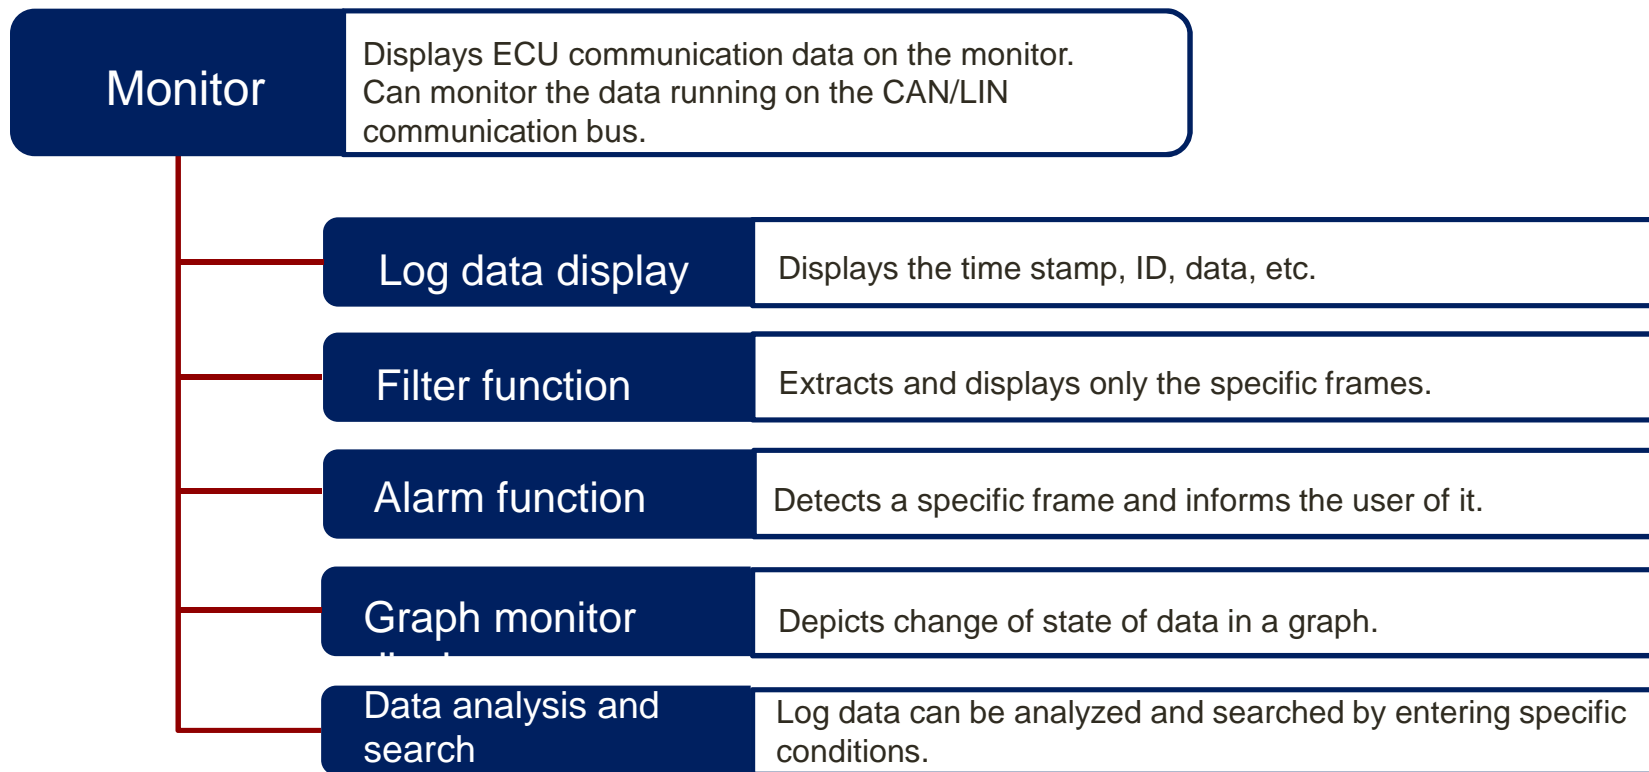 Monitor
Displays ECU communication data on the monitor.
Can monitor the data running on the CAN/LIN
communication bus.
Log data display
Displays the time stamp, ID, data, etc.
Filter function
Extracts and displays only the specific frames.
Alarm function
Detects a specific frame and informs the user of it.
Graph monitor
Depicts change of state of data in a graph.
Data analysis and
search
Log data can be analyzed and searched by entering specific
conditions.